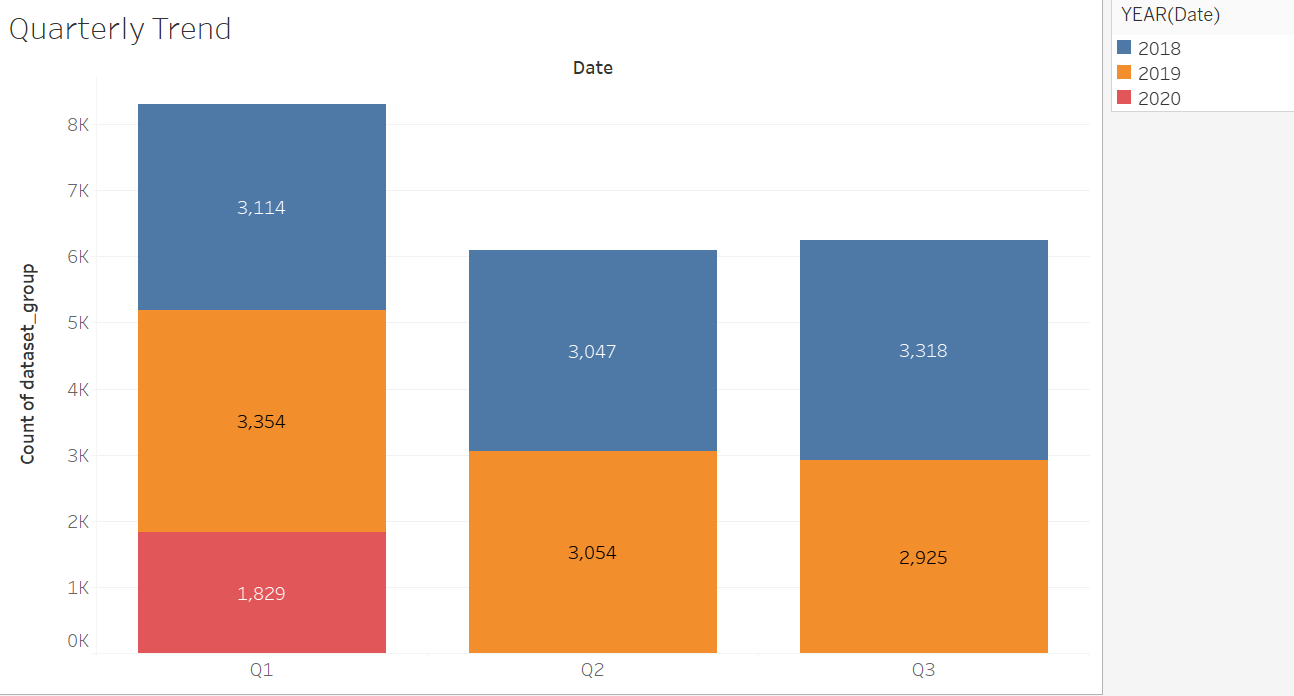 Quarterly Trend
Date
Count of dataset_group
8K
7K
6K
5K
4K
3K
2K
1K
0K
3,114
3,354
1,829
3,047
3,054
3,318
2,925
Q1
Q2
Q3
YEAR(Date)
2018
2019
2020